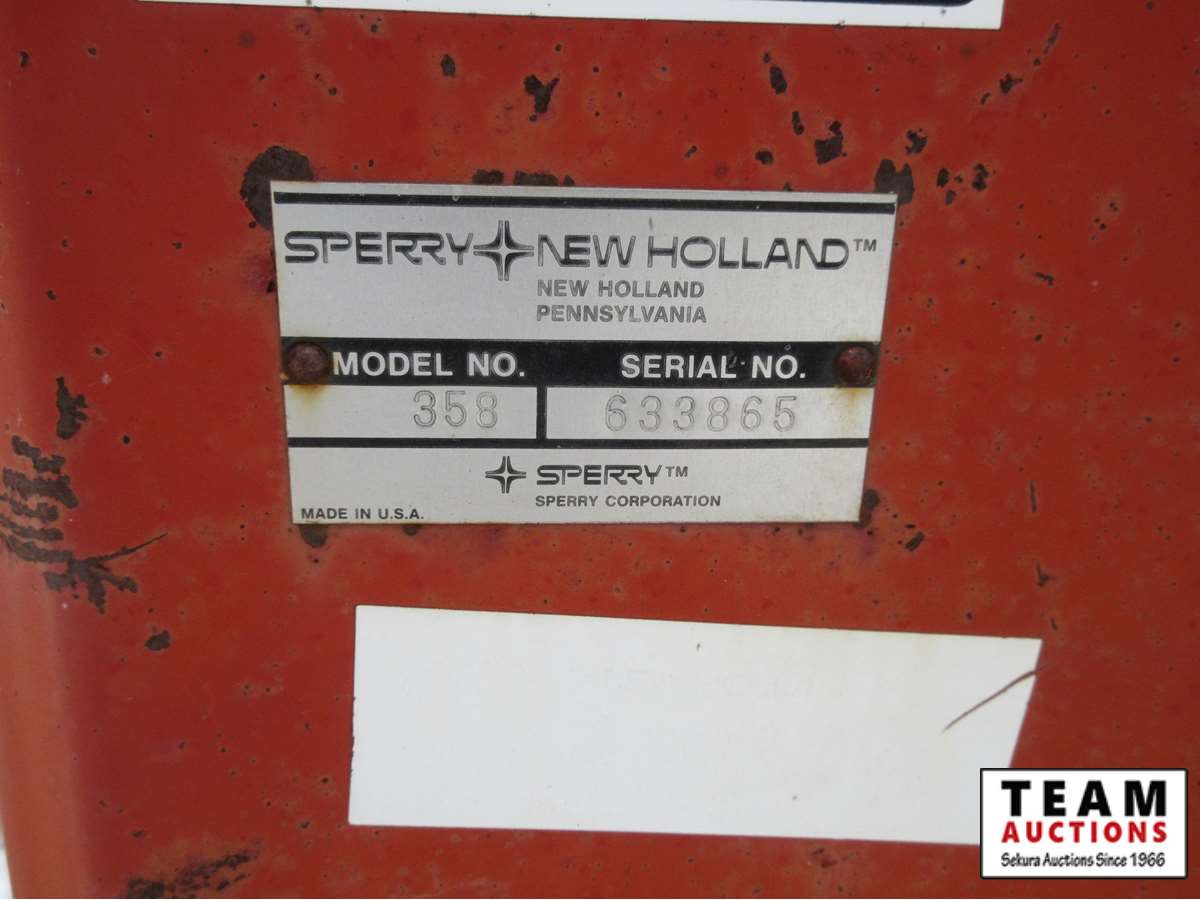 SPERRY NEW HOLLAND™
NEW HOLLAND
PENNSYLVANIA
MODEL NO. SERIAL NO.
358 633865
SPERRY™
SPERRY CORPORATION
MADE IN U.S.A.
TEAM
AUCTIONS
Sekura Auctions Since 1966